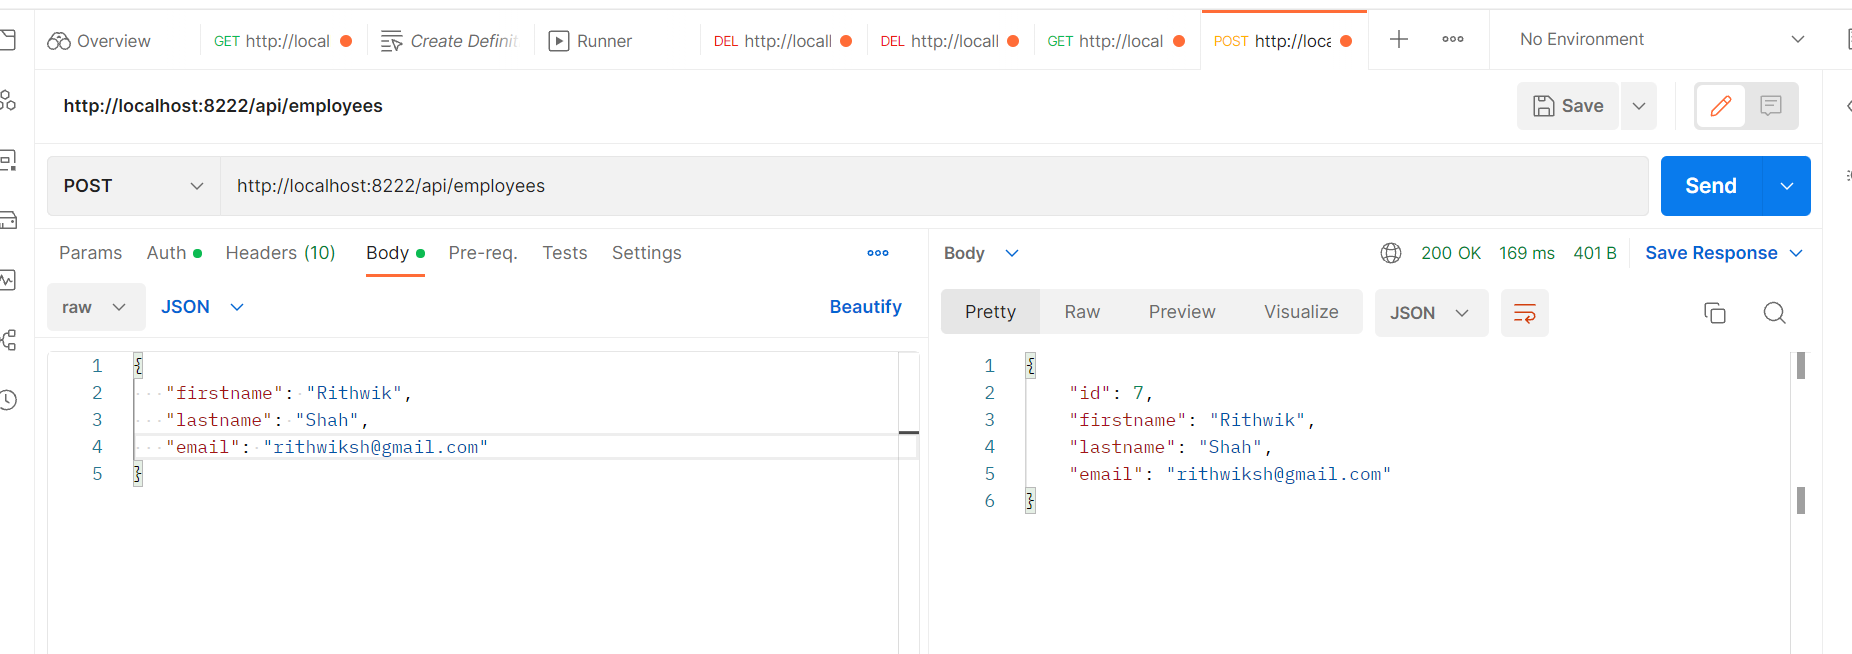 Overview GET http://local Create Definit Runner DEL http://locall DEL http://locall GET http://local POST http://loca No Environment
http://localhost:8222/api/employees Save
POST http://localhost:8222/api/employees Send
Params Auth Headers (10) Body Pre-req. Tests Settings
raw JSON Beautify
1 {
2 "firstname": "Rithwik",
3 "lastname": "Shah",
4 "email": "rithwiksh@gmail.com"
5 }
Body 200 OK 169 ms 401 B Save Response
Pretty Raw Preview Visualize JSON
1 {
2 "id": 7,
3 "firstname": "Rithwik",
4 "lastname": "Shah",
5 "email": "rithwiksh@gmail.com"
6 }